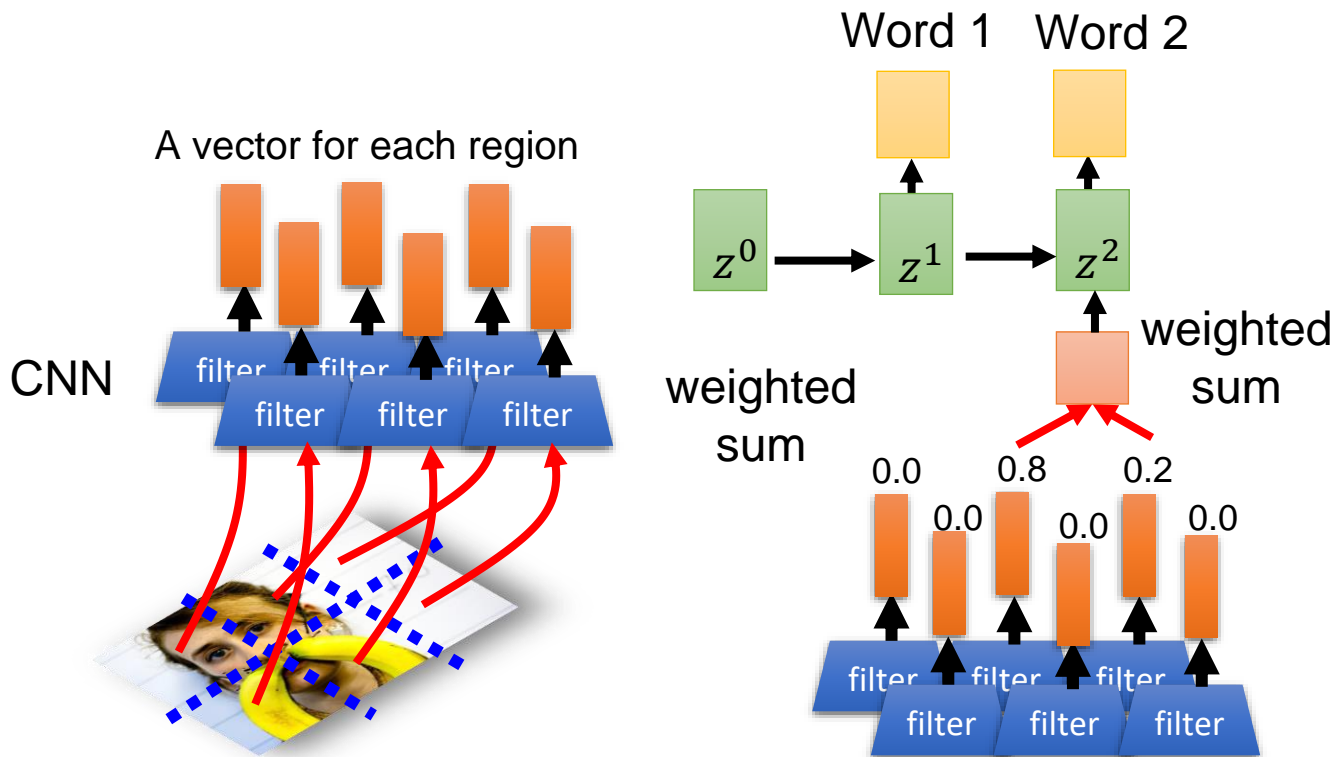 A vector for each region
CNN
filter
filter
filter
filter
filter
filter
Word 1
Word 2
z^0
z^1
z^2
weighted
sum
weighted
sum
0.0
0.8
0.2
0.0
0.0
0.0
filter
filter
filter
filter
filter
filter